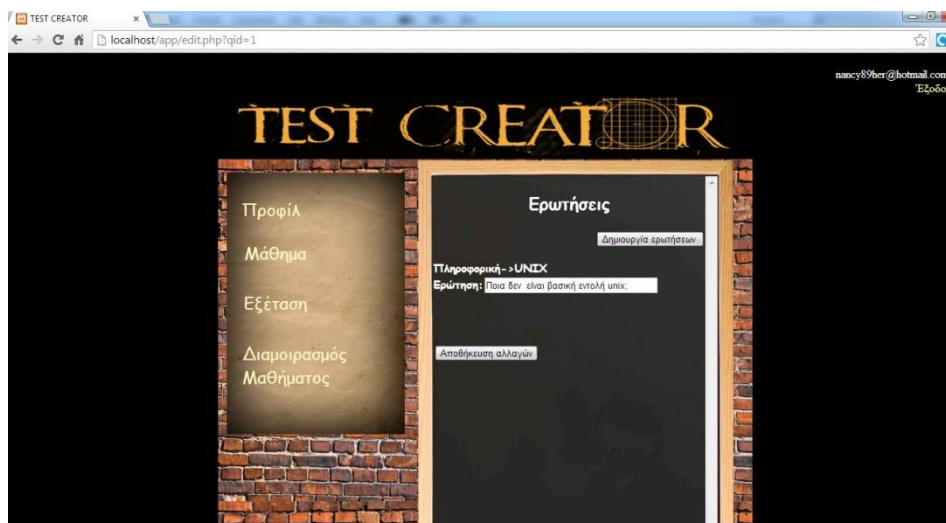 TEST CREATOR
localhost/app/edit.php?qid=1
nancy89her@hotmail.com
Έξοδο
TEST CREATOR
Προφίλ
Μάθημα
Εξέταση
Διαμοιρασμός
Μαθήματος
Ερωτήσεις
Δημιουργία ερωτήσεων
Πληροφορική->UNIX
Ερώτηση: Ποια δεν είναι βασική εντολή unix;
Αποθήκευση αλλαγών